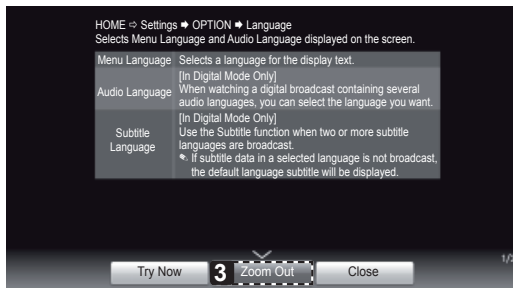 HOME ⇨ Settings ➡ OPTION ➡ Language
Selects Menu Language and Audio Language displayed on the screen.
Menu Language Selects a language for the display text.
Audio Language
[In Digital Mode Only]
When watching a digital broadcast containing several
audio languages, you can select the language you want.
Subtitle
Language
[In Digital Mode Only]
Use the Subtitle function when two or more subtitle
languages are broadcast.
✎ If subtitle data in a selected language is not broadcast,
the default language subtitle will be displayed.
1/2
Try Now 3 Zoom Out Close